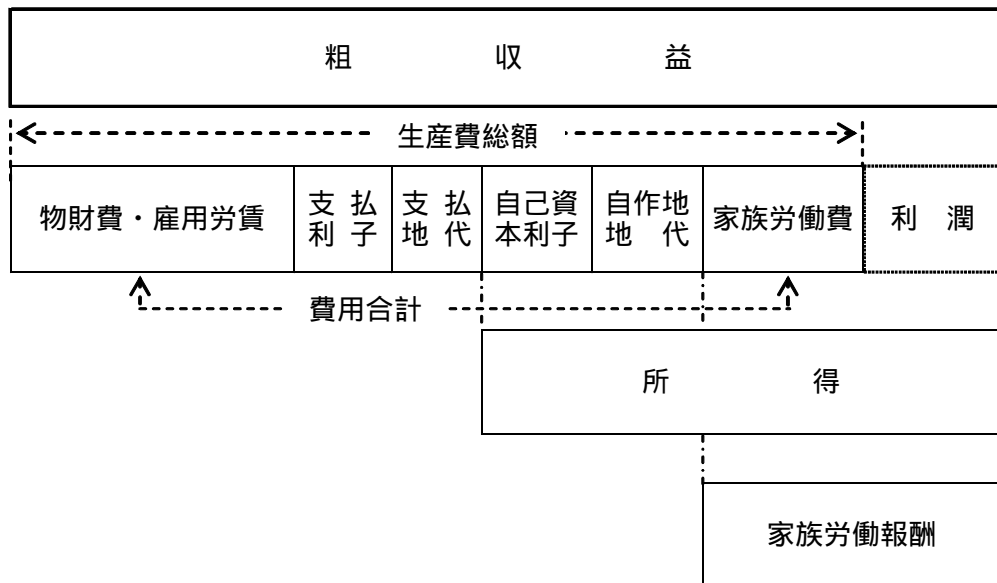 粗収益
生産費総額
物財費・雇用労賃
支払
利子
支払
地代
自己資
本利子
自作地
地代
家族労働費
利潤
費用合計
所得
家族労働報酬